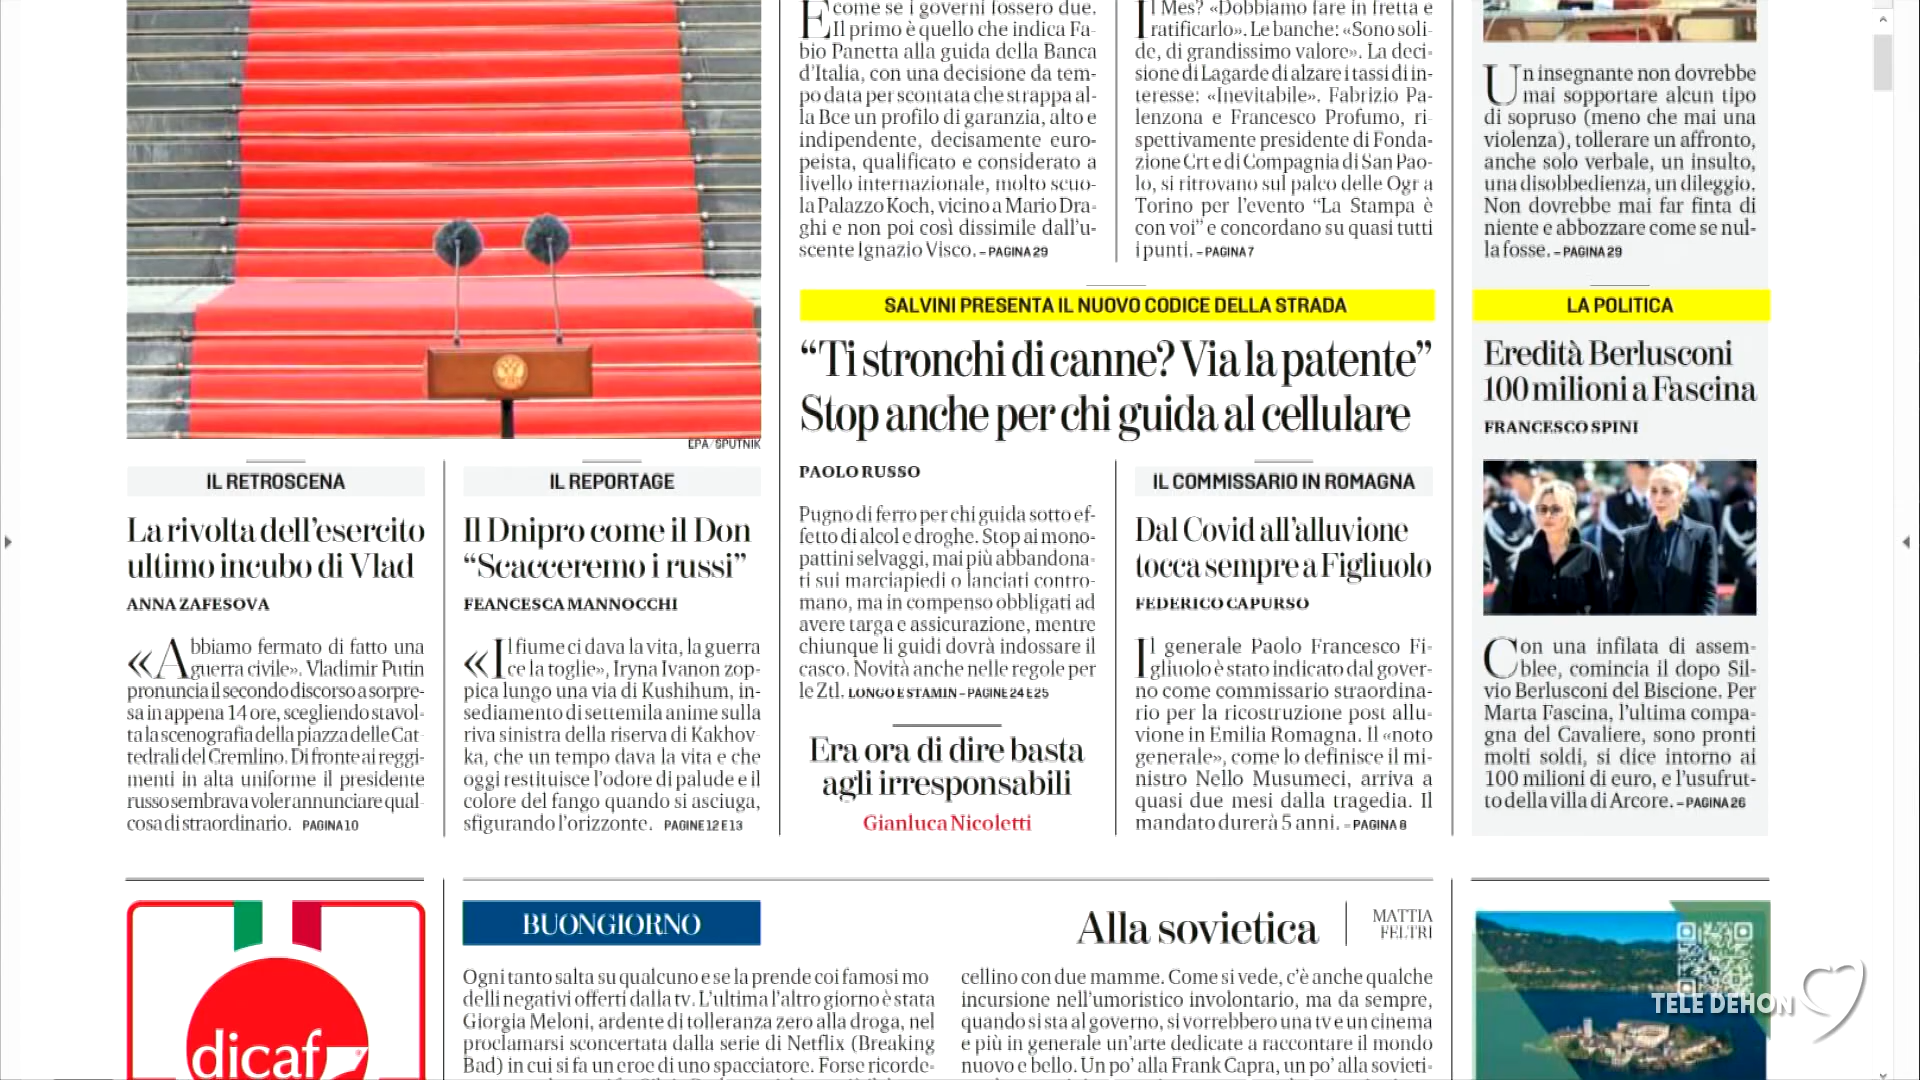 Ecome se i governi fossero due.
Il primo è quello che indica Fa-
bio Panetta alla guida della Banca
d'Italia, con una decisione da tem-
po data per scontata che strappa al-
la Bce un profilo di garanzia, alto e
indipendente, decisamente euro-
peista, qualificato e considerato a
livello internazionale, molto scuo-
la Palazzo Koch, vicino a Mario Dra-
ghi e non poi così dissimile dall'u-
scente Ignazio Visco. – PAGINA 29
Il Mes? «Dobbiamo fare in fretta e
ratificarlo». Le banche: «Sono soli-
de, di grandissimo valore». La deci-
sione di Lagarde di alzare i tassi di in-
teresse: «Inevitabile». Fabrizio Pa-
lenzona e Francesco Profumo, ri-
spettivamente presidente di Fonda-
zione Crt e di Compagnia di San Pao-
lo, si ritrovano sul palco delle Ogr a
Torino per l'evento “La Stampa è
con voi” e concordano su quasi tutti
i punti. – PAGINA 7
Un insegnante non dovrebbe
mai sopportare alcun tipo
di sopruso (meno che mai una
violenza), tollerare un affronto,
anche solo verbale, un insulto,
una disobbedienza, un dileggio.
Non dovrebbe mai far finta di
niente e abbozzare come se nul-
la fosse. – PAGINA 29
EPA/SPUTNIK
IL RETROSCENA
La rivolta dell'esercito
ultimo incubo di Vlad
ANNA ZAFESOVA
«Abbiamo fermato di fatto una
guerra civile». Vladimir Putin
pronuncia il secondo discorso a sorpre-
sa in appena 14 ore, scegliendo stavol-
ta la scenografia della piazza delle Cat-
tedrali del Cremlino. Di fronte ai reggi-
menti in alta uniforme il presidente
russo sembrava voler annunciare qual-
cosa di straordinario. PAGINA 10
IL REPORTAGE
Il Dnipro come il Don
“Scacceremo i russi”
FRANCESCA MANNOCCHI
«Il fiume ci dava la vita, la guerra
ce la toglie», Iryna Ivanon zop-
pica lungo una via di Kushihum, in-
sediamento di settemila anime sulla
riva sinistra della riserva di Kakhov-
ka, che un tempo dava la vita e che
oggi restituisce l'odore di palude e il
colore del fango quando si asciuga,
sfigurando l'orizzonte. PAGINE 12 E 13
SALVINI PRESENTA IL NUOVO CODICE DELLA STRADA
“Ti stronchi di canne? Via la patente”
Stop anche per chi guida al cellulare
PAOLO RUSSO
Pugno di ferro per chi guida sotto ef-
fetto di alcol e droghe. Stop ai mono-
pattini selvaggi, mai più abbandona-
ti sui marciapiedi o lanciati contro-
mano, ma in compenso obbligati ad
avere targa e assicurazione, mentre
chiunque li guidi dovrà indossare il
casco. Novità anche nelle regole per
le Ztl. LONGO E STAMIN – PAGINE 24 E 25
Era ora di dire basta
agli irresponsabili
Gianluca Nicoletti
IL COMMISSARIO IN ROMAGNA
Dal Covid all'alluvione
tocca sempre a Figliuolo
FEDERICO CAPURSO
Il generale Paolo Francesco Fi-
gliuolo è stato indicato dal gover-
no come commissario straordina-
rio per la ricostruzione post allu-
vione in Emilia Romagna. Il «noto
generale», come lo definisce il mi-
nistro Nello Musumeci, arriva a
quasi due mesi dalla tragedia. Il
mandato durerà 5 anni. – PAGINA 8
LA POLITICA
Eredità Berlusconi
100 milioni a Fascina
FRANCESCO SPINI
Con una infilata di assem-
blee, comincia il dopo Sil-
vio Berlusconi del Biscione. Per
Marta Fascina, l'ultima compa-
gna del Cavaliere, sono pronti
molti soldi, si dice intorno ai
100 milioni di euro, e l'usufrut-
to della villa di Arcore. – PAGINA 26
dicaf
BUONGIORNO
Alla sovietica
MATTIA
FELTRI
Ogni tanto salta su qualcuno e se la prende coi famosi mo
delli negativi offerti dalla tv. L'ultima l'altro giorno è stata
Giorgia Meloni, ardente di tolleranza zero alla droga, nel
proclamarsi sconcertata dalla serie di Netflix (Breaking
Bad) in cui si fa un eroe di uno spacciatore. Forse ricorde-
cellino con due mamme. Come si vede, c'è anche qualche
incursione nell'umoristico involontario, ma da sempre,
quando si sta al governo, si vorrebbero una tv e un cinema
e più in generale un'arte dedicate a raccontare il mondo
nuovo e bello. Un po' alla Frank Capra, un po' alla sovieti-
TELE DEHON